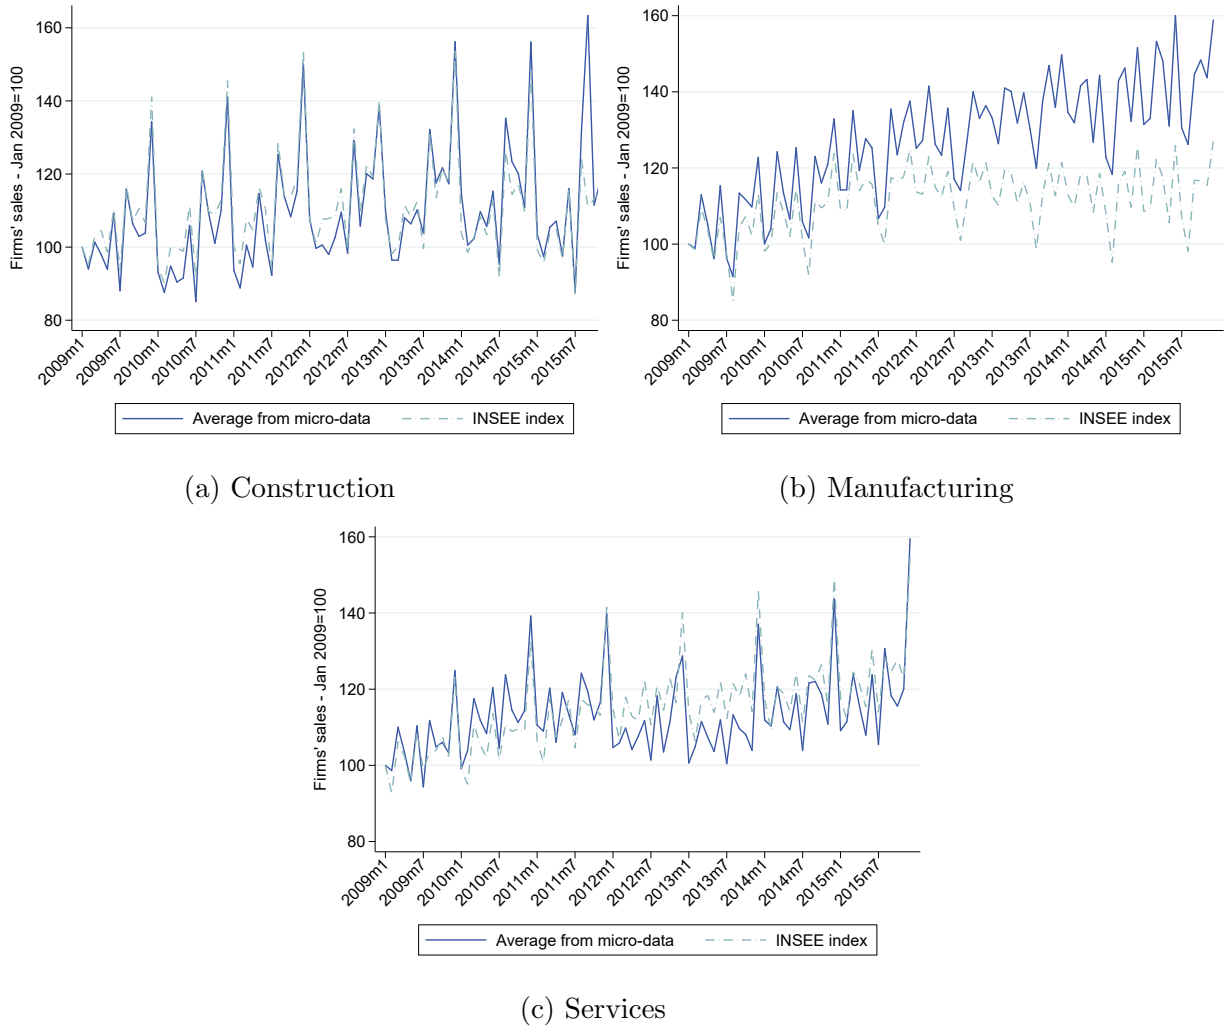 Firms' sales - Jan 2009=100
160
140
120
100
80
2009m1
2009m7
2010m1
2010m7
2011m1
2011m7
2012m1
2012m7
2013m1
2013m7
2014m1
2014m7
2015m1
2015m7
Average from micro-data INSEE index
(a) Construction
Firms' sales - Jan 2009=100
160
140
120
100
80
2009m1
2009m7
2010m1
2010m7
2011m1
2011m7
2012m1
2012m7
2013m1
2013m7
2014m1
2014m7
2015m1
2015m7
Average from micro-data INSEE index
(b) Manufacturing
Firms' sales - Jan 2009=100
160
140
120
100
80
2009m1
2009m7
2010m1
2010m7
2011m1
2011m7
2012m1
2012m7
2013m1
2013m7
2014m1
2014m7
2015m1
2015m7
Average from micro-data INSEE index
(c) Services